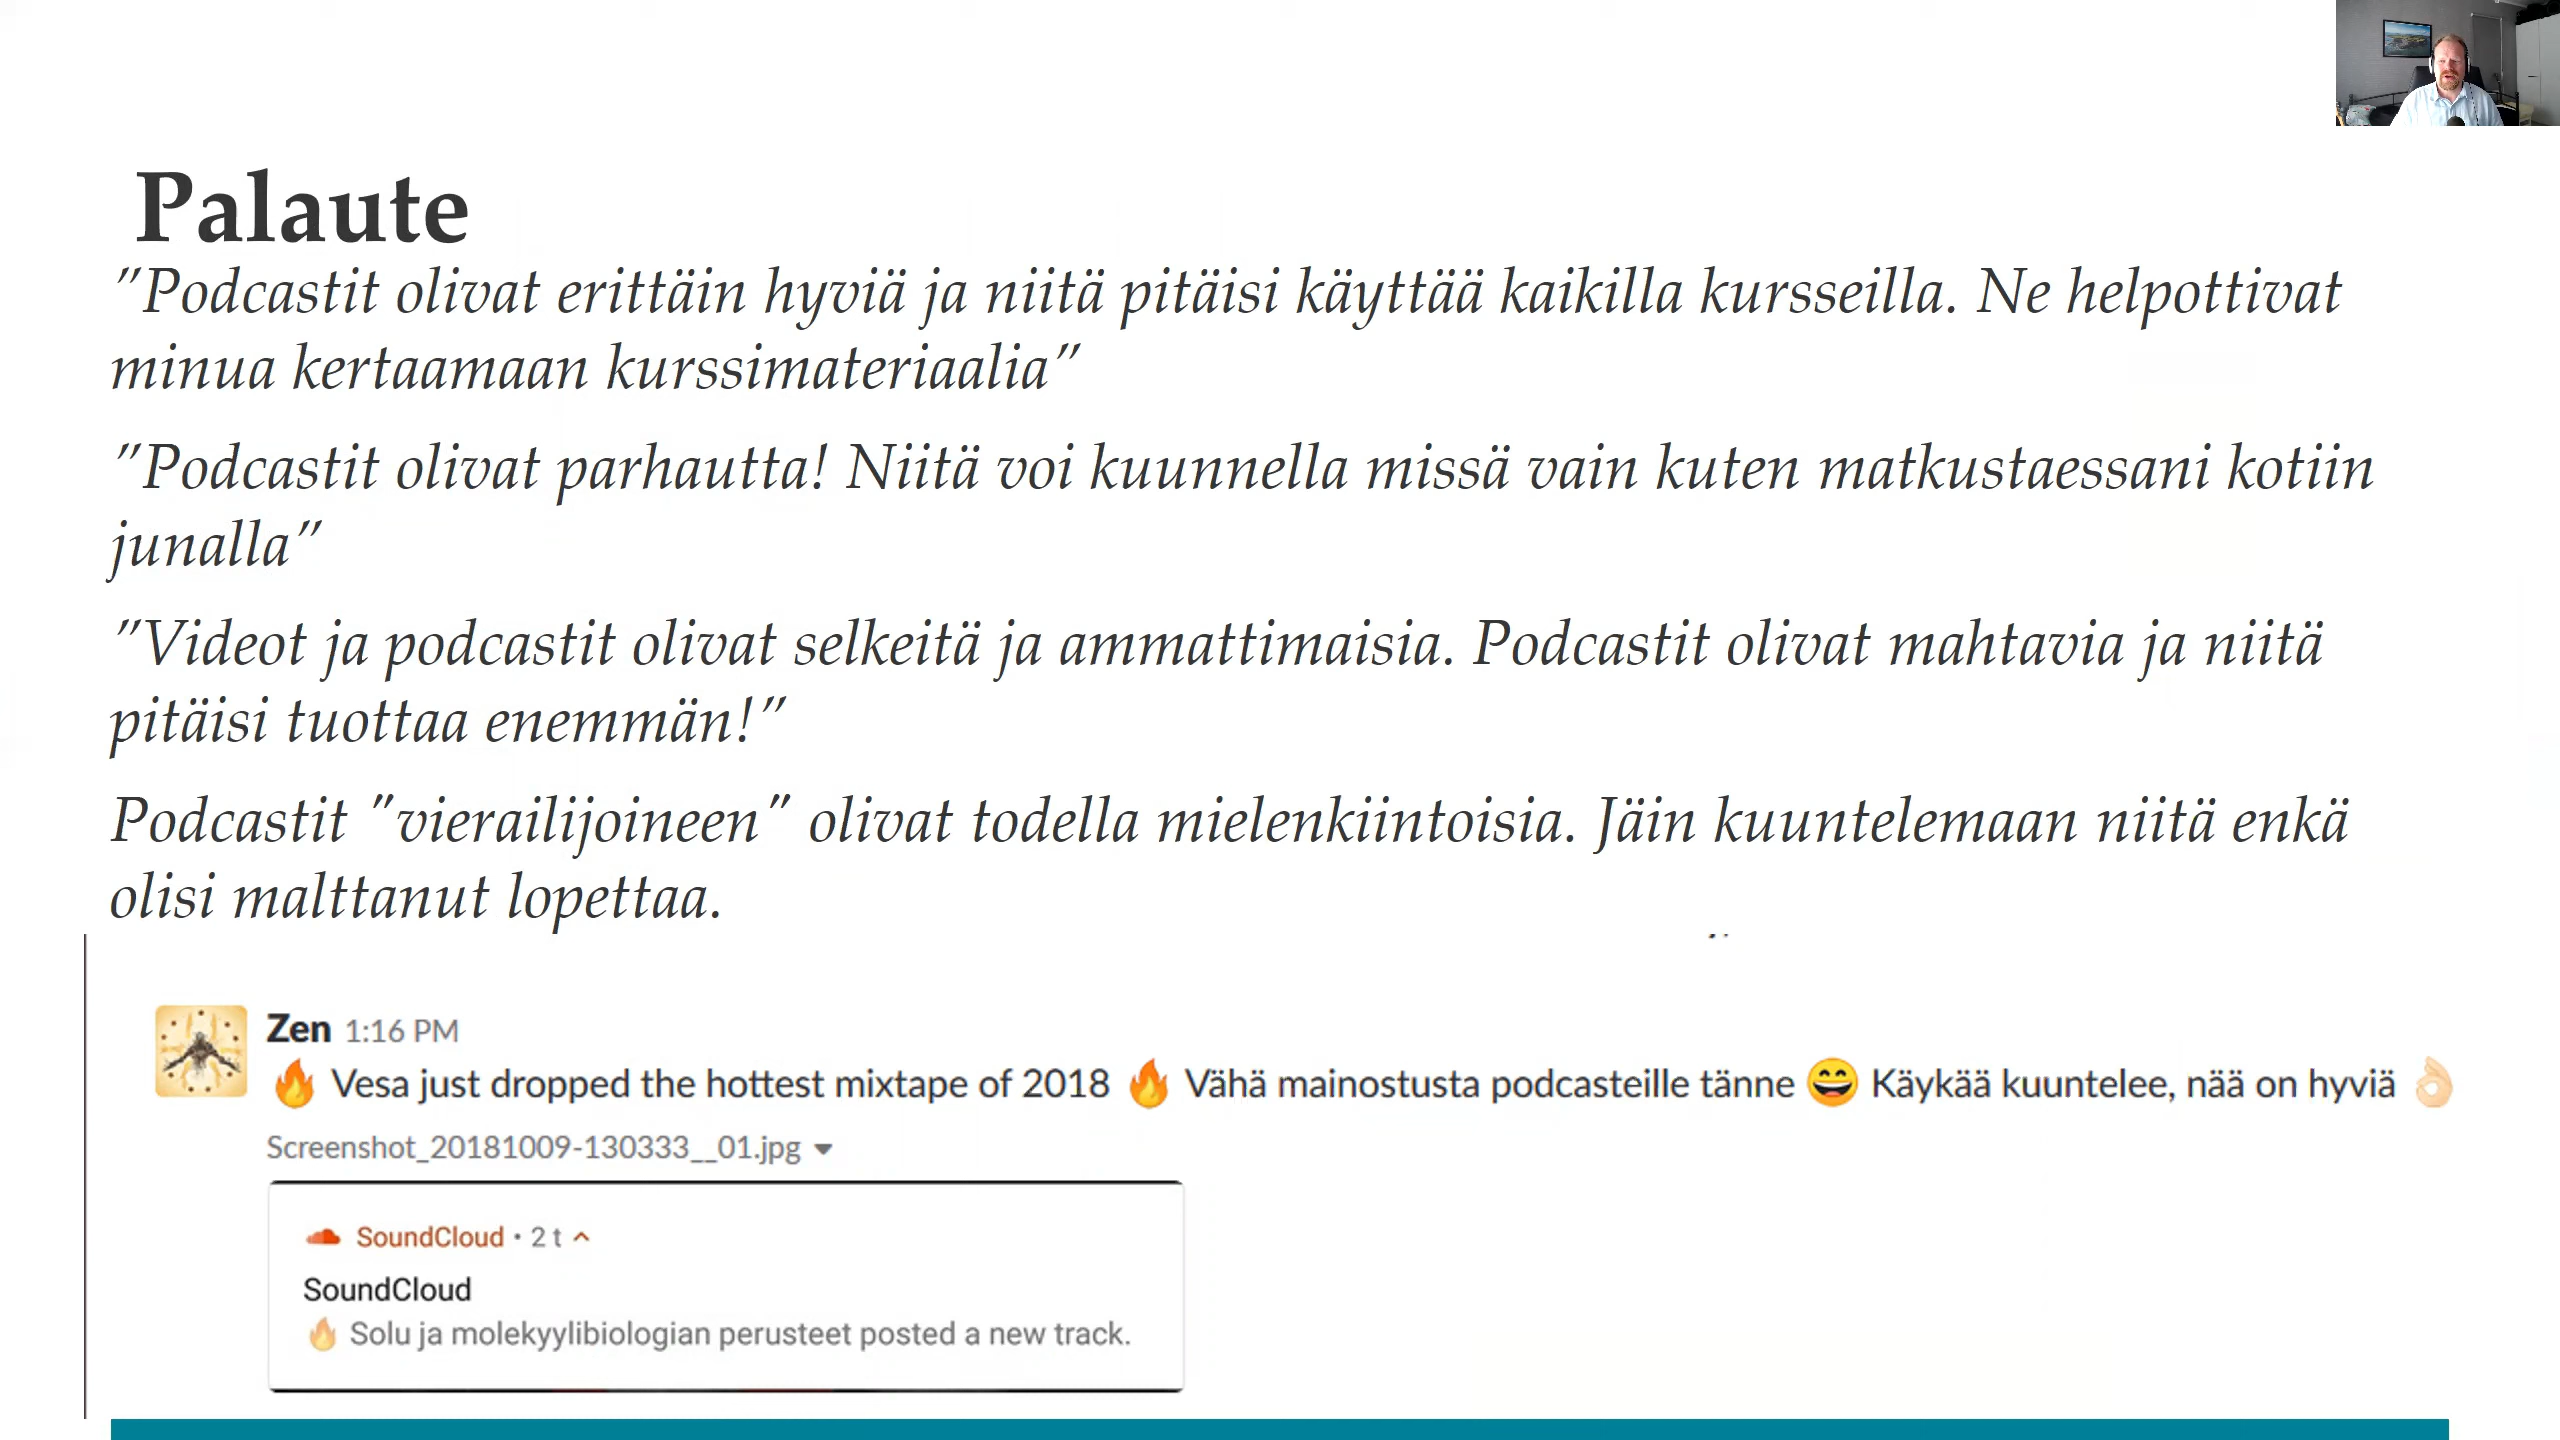 Palaute
"Podcastit olivat erittäin hyviä ja niitä pitäisi käyttää kaikilla kursseilla. Ne helpottivat
minua kertaamaan kurssimateriaalia"
"Podcastit olivat parhautta! Niitä voi kuunnella missä vain kuten matkustaessani kotiin
junalla"
"Videot ja podcastit olivat selkeitä ja ammattimaisia. Podcastit olivat mahtavia ja niitä
pitäisi tuottaa enemmän!"
Podcastit "vierailijoineen" olivat todella mielenkiintoisia. Jäin kuuntelemaan niitä enkä
olisi malttanut lopettaa.
Zen 1:16 PM
🔥 Vesa just dropped the hottest mixtape of 2018 🔥 Vähä mainostusta podcasteille tänne 😄 Käykää kuuntelee, nää on hyviä 👌🏻
Screenshot_20181009-130333__01.jpg
SoundCloud • 2 t
SoundCloud
🔥 Solu ja molekyylibiologian perusteet posted a new track.